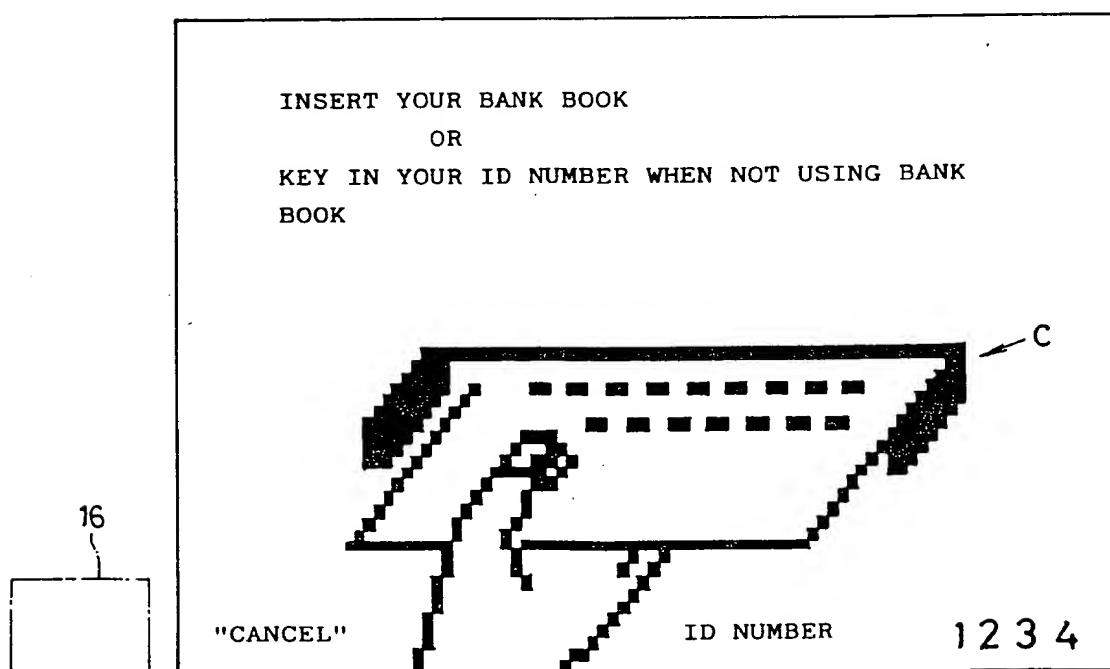 INSERT YOUR BANK BOOK
OR
KEY IN YOUR ID NUMBER WHEN NOT USING BANK
BOOK
C
16
"CANCEL" ID NUMBER 1234